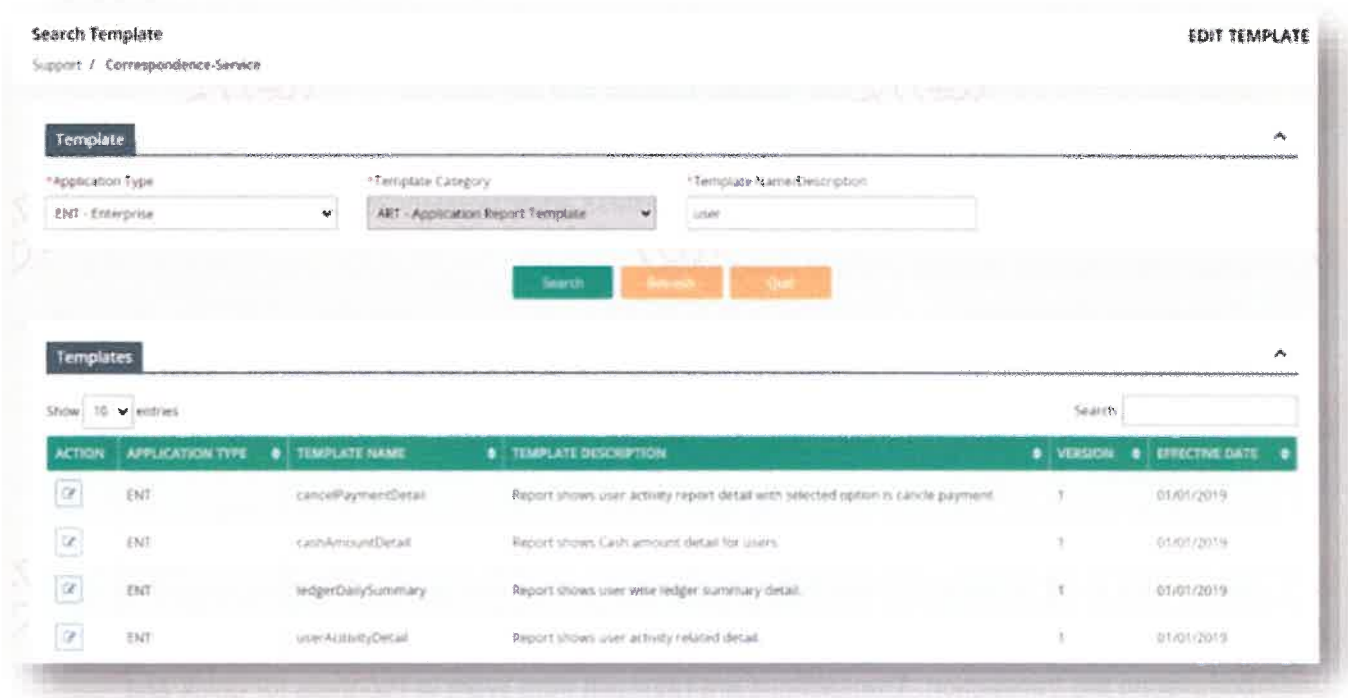 Search Template
EDIT TEMPLATE
Support / Correspondence-Service
Template
*Application Type *Template Category *Template Name/Description
ENT - Enterprise ART - Application Report Template user
Search Refresh Quit
Templates
Show 10 entries Search
ACTION APPLICATION TYPE TEMPLATE NAME TEMPLATE DESCRIPTION VERSION EFFECTIVE DATE
ENT cancelPaymentDetail Report shows user activity report detail with selected option is cancle payment 1 01/01/2019
ENT cashAmountDetail Report shows Cash amount detail for users 1 01/01/2019
ENT ledgerDailySummary Report shows user wise ledger summary detail. 1 01/01/2019
ENT userActivityDetail Report shows user activity related detail 1 01/01/2019